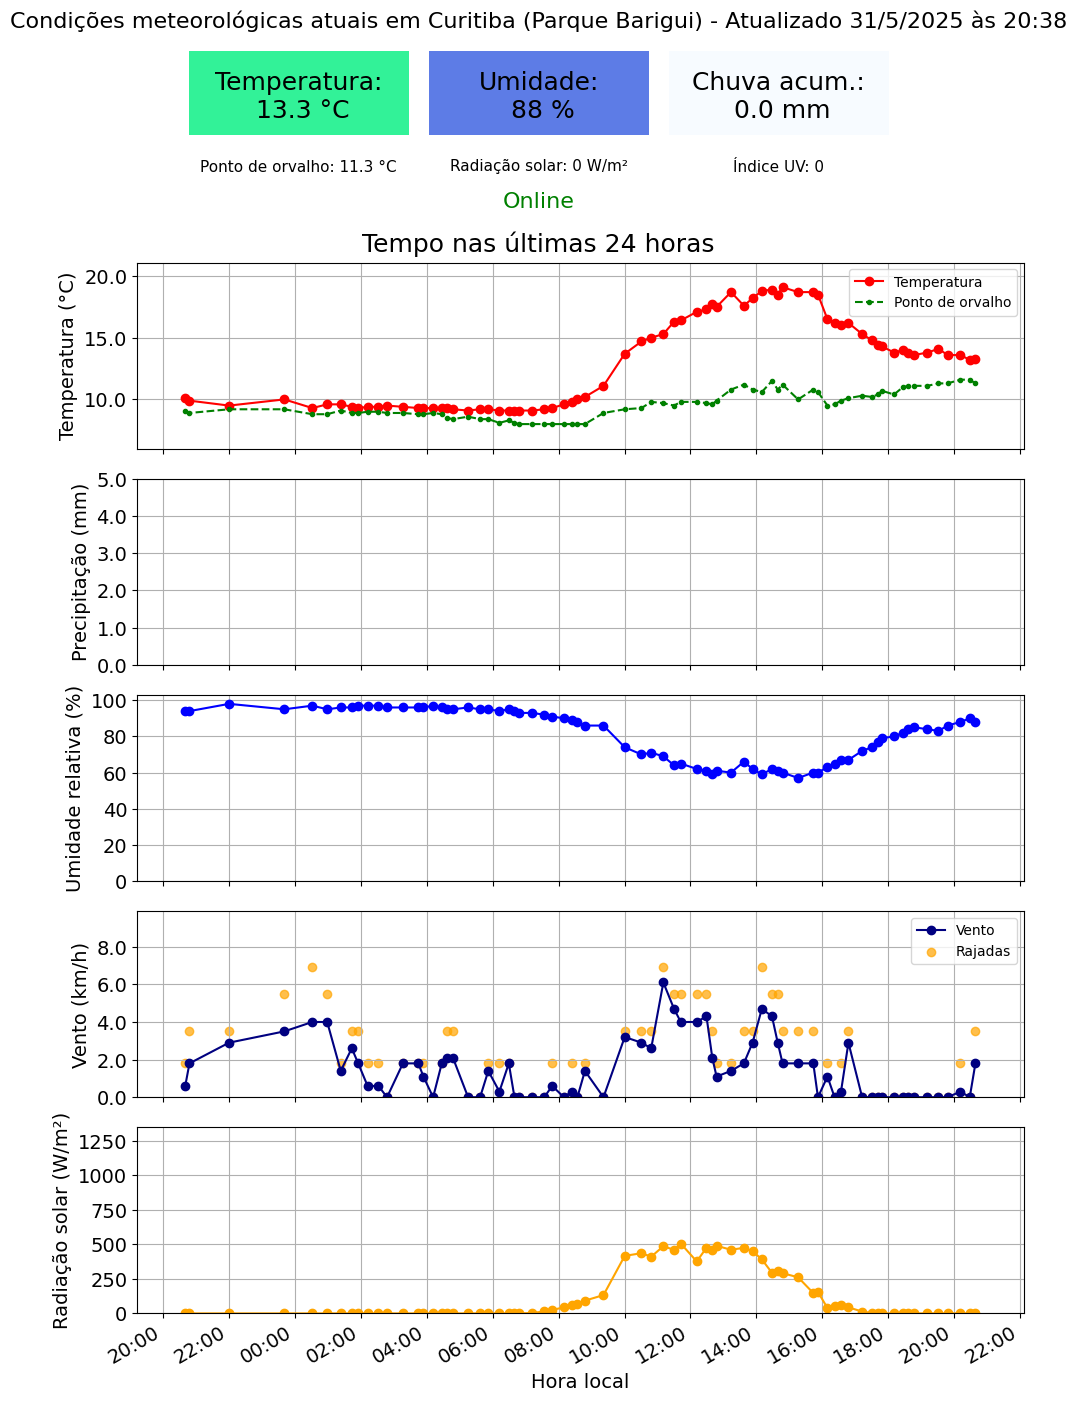 Condições meteorológicas atuais em Curitiba (Parque Barigui) - Atualizado 31/5/2025 às 20:38
Temperatura:
13.3 °C
Umidade:
88 %
Chuva acum.:
0.0 mm
Ponto de orvalho: 11.3 °C
Radiação solar: 0 W/m²
Índice UV: 0
Online
Tempo nas últimas 24 horas
Temperatura (°C)
20.0
15.0
10.0
Temperatura
Ponto de orvalho
Precipitação (mm)
5.0
4.0
3.0
2.0
1.0
0.0
Umidade relativa (%)
100
80
60
40
20
0
Vento (km/h)
8.0
6.0
4.0
2.0
0.0
Vento
Rajadas
Radiação solar (W/m²)
1250
1000
750
500
250
0
20:00
22:00
00:00
02:00
04:00
06:00
08:00
10:00
12:00
14:00
16:00
18:00
20:00
22:00
Hora local